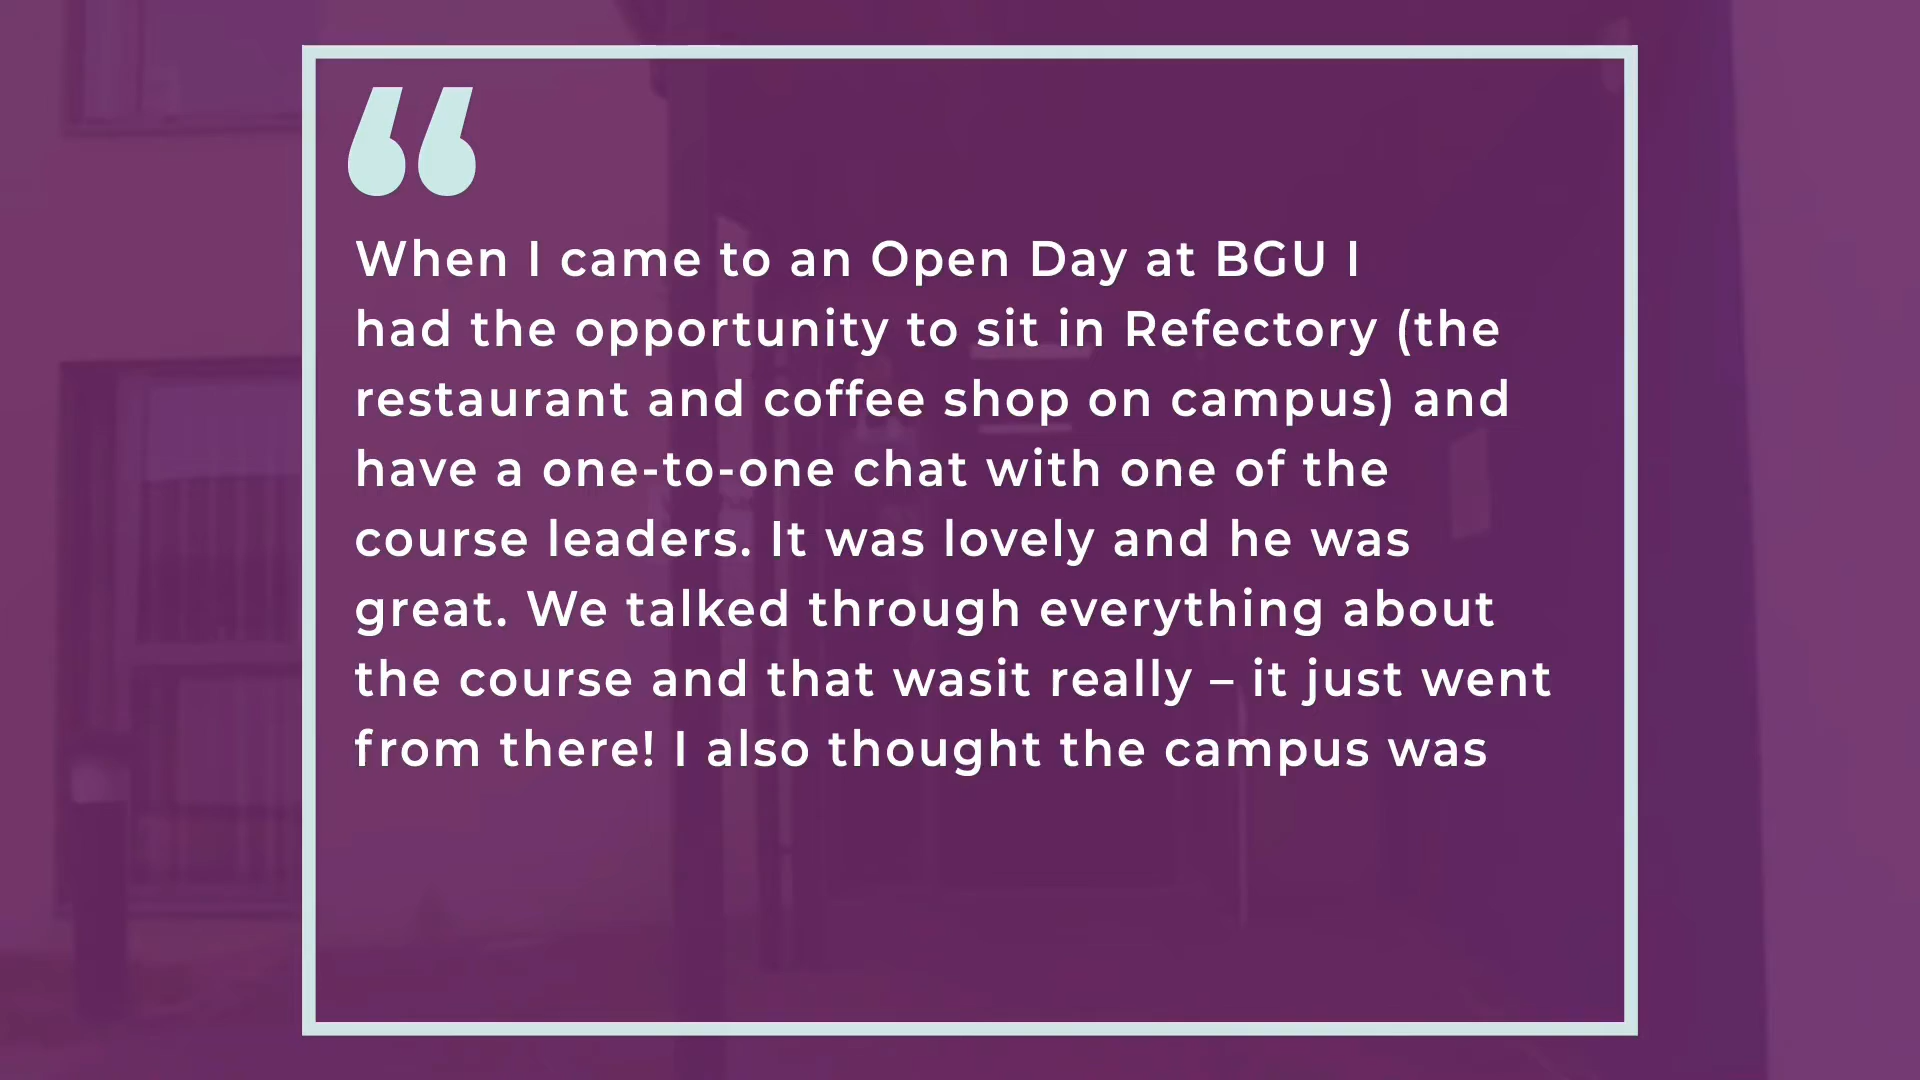 “
When I came to an Open Day at BGU I
had the opportunity to sit in Refectory (the
restaurant and coffee shop on campus) and
have a one-to-one chat with one of the
course leaders. It was lovely and he was
great. We talked through everything about
the course and that wasit really – it just went
from there! I also thought the campus was